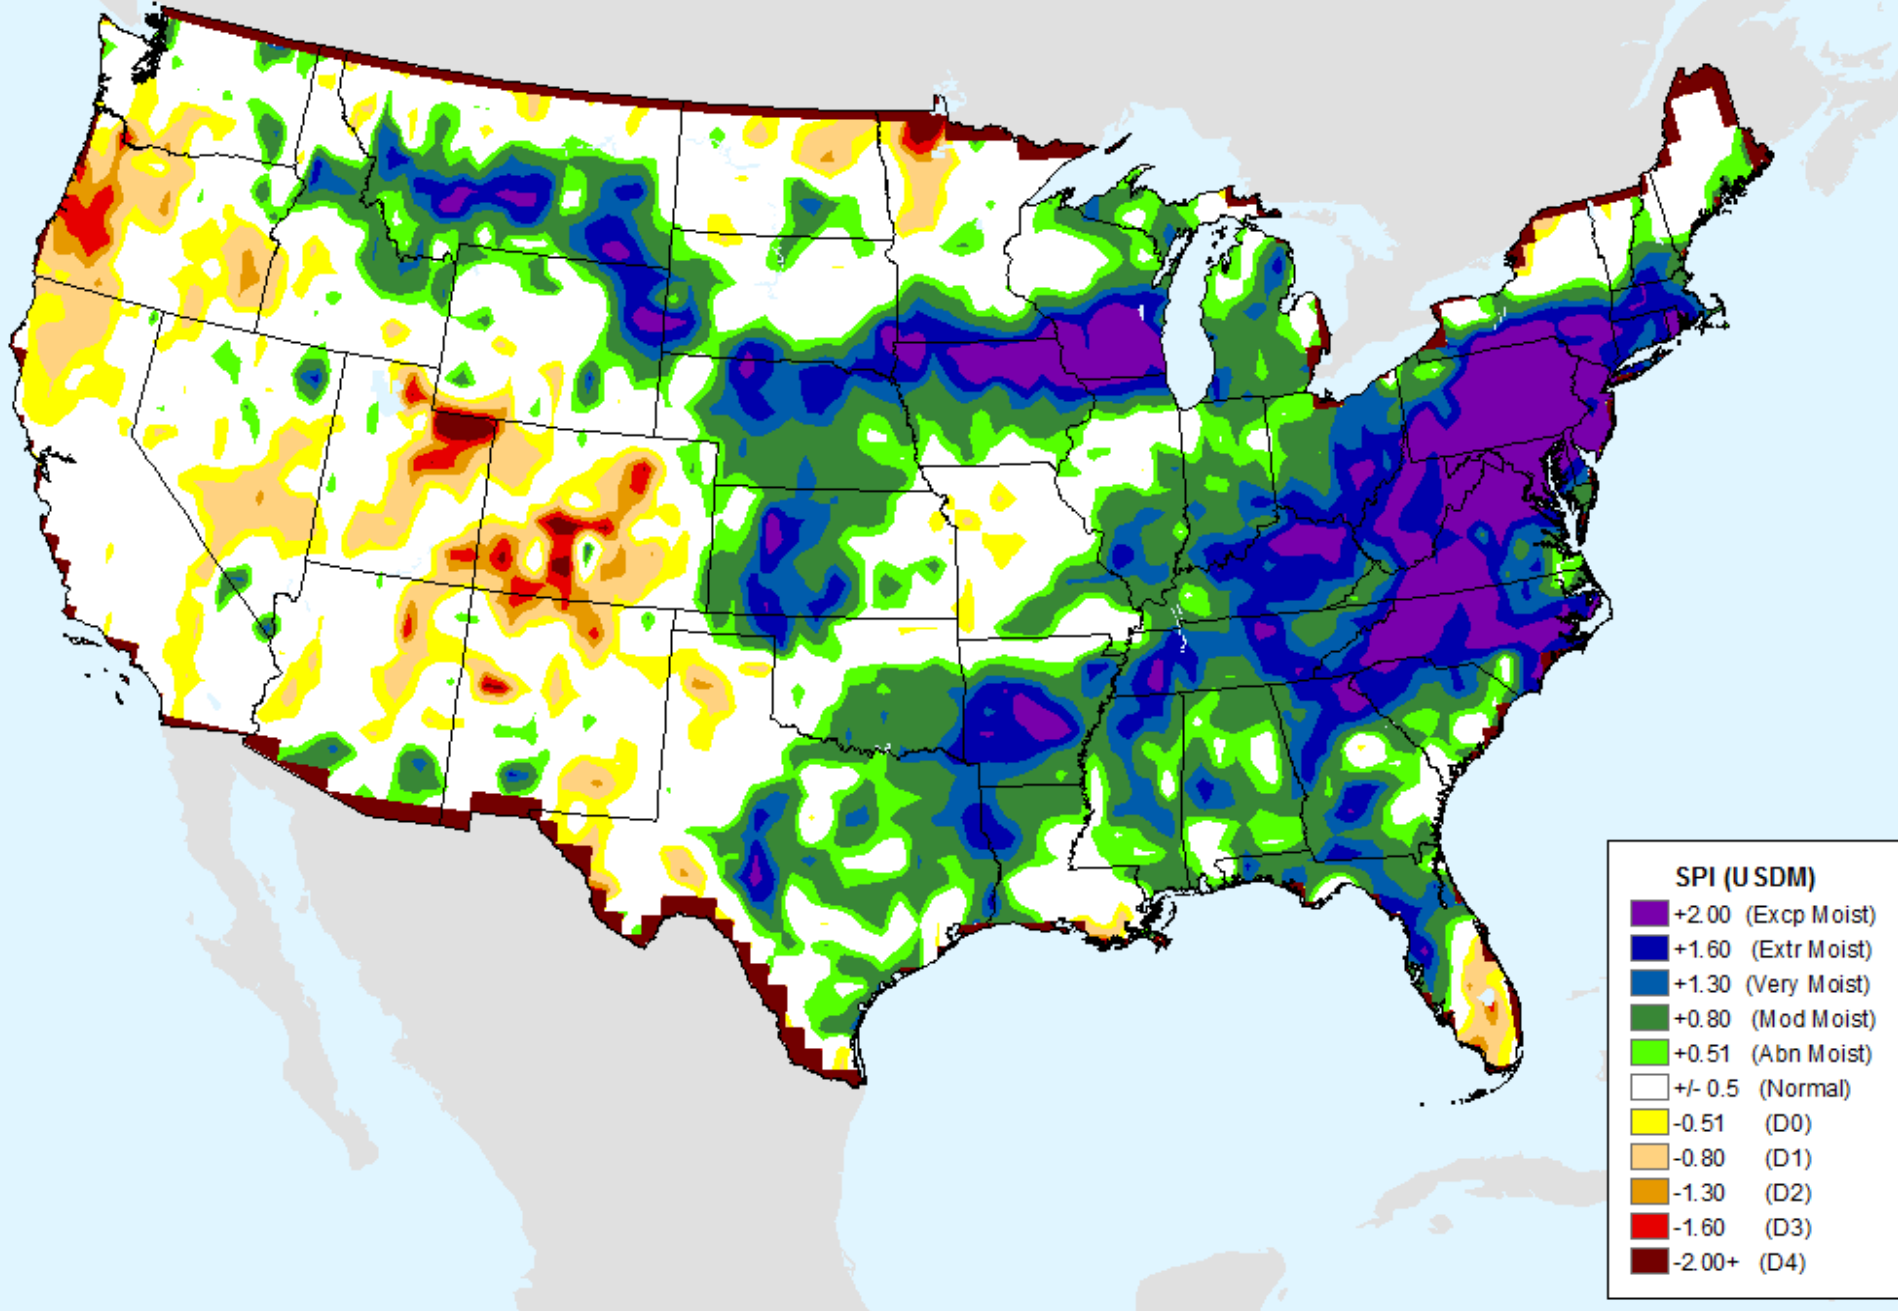 SPI (USDM)
+2.00 (Excp Moist)
+1.60 (Extr Moist)
+1.30 (Very Moist)
+0.80 (Mod Moist)
+0.51 (Abn Moist)
+/- 0.5 (Normal)
-0.51 (D0)
-0.80 (D1)
-1.30 (D2)
-1.60 (D3)
-2.00+ (D4)